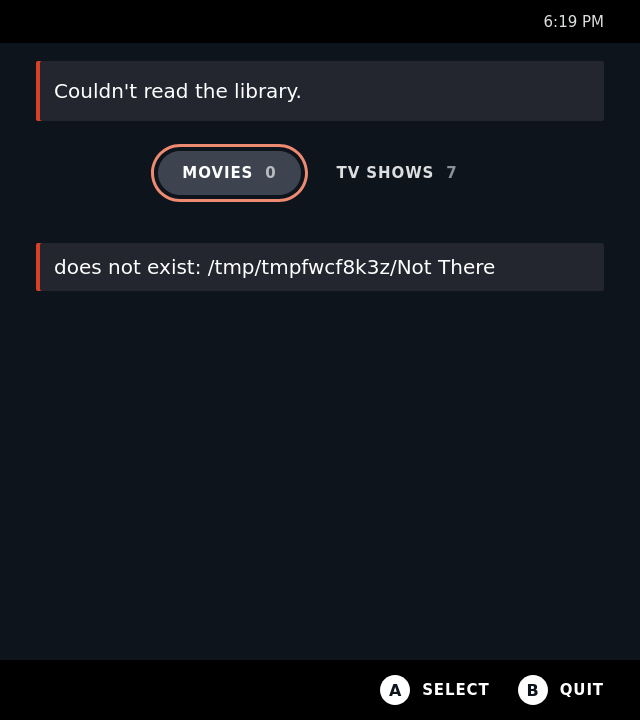 6:19 PM
Couldn't read the library.
MOVIES 0 TV SHOWS 7
does not exist: /tmp/tmpfwcf8k3z/Not There
A SELECT B QUIT